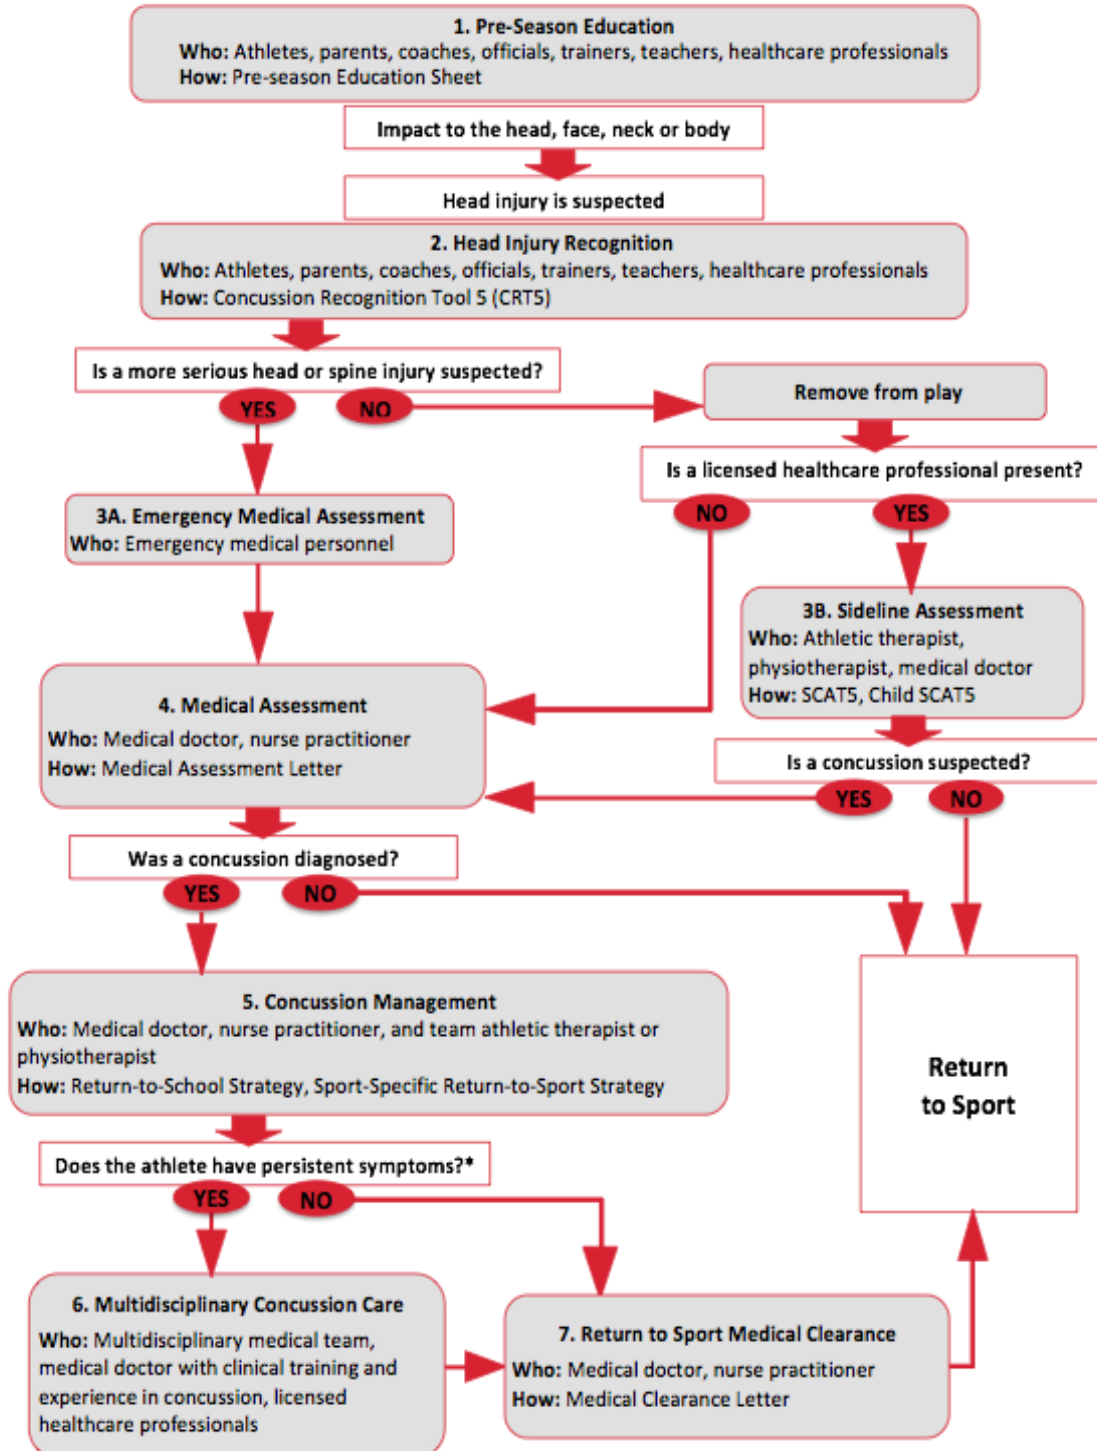 1. Pre-Season Education
Who: Athletes, parents, coaches, officials, trainers, teachers, healthcare professionals
How: Pre-season Education Sheet
Impact to the head, face, neck or body
Head injury is suspected
2. Head Injury Recognition
Who: Athletes, parents, coaches, officials, trainers, teachers, healthcare professionals
How: Concussion Recognition Tool 5 (CRT5)
Is a more serious head or spine injury suspected?
YES
NO
Remove from play
Is a licensed healthcare professional present?
NO
YES
3A. Emergency Medical Assessment
Who: Emergency medical personnel
3B. Sideline Assessment
Who: Athletic therapist,
physiotherapist, medical doctor
How: SCAT5, Child SCAT5
Is a concussion suspected?
YES
NO
4. Medical Assessment
Who: Medical doctor, nurse practitioner
How: Medical Assessment Letter
Was a concussion diagnosed?
YES
NO
5. Concussion Management
Who: Medical doctor, nurse practitioner, and team athletic therapist or
physiotherapist
How: Return-to-School Strategy, Sport-Specific Return-to-Sport Strategy
Return
to Sport
Does the athlete have persistent symptoms?*
YES
NO
6. Multidisciplinary Concussion Care
Who: Multidisciplinary medical team,
medical doctor with clinical training and
experience in concussion, licensed
healthcare professionals
7. Return to Sport Medical Clearance
Who: Medical doctor, nurse practitioner
How: Medical Clearance Letter